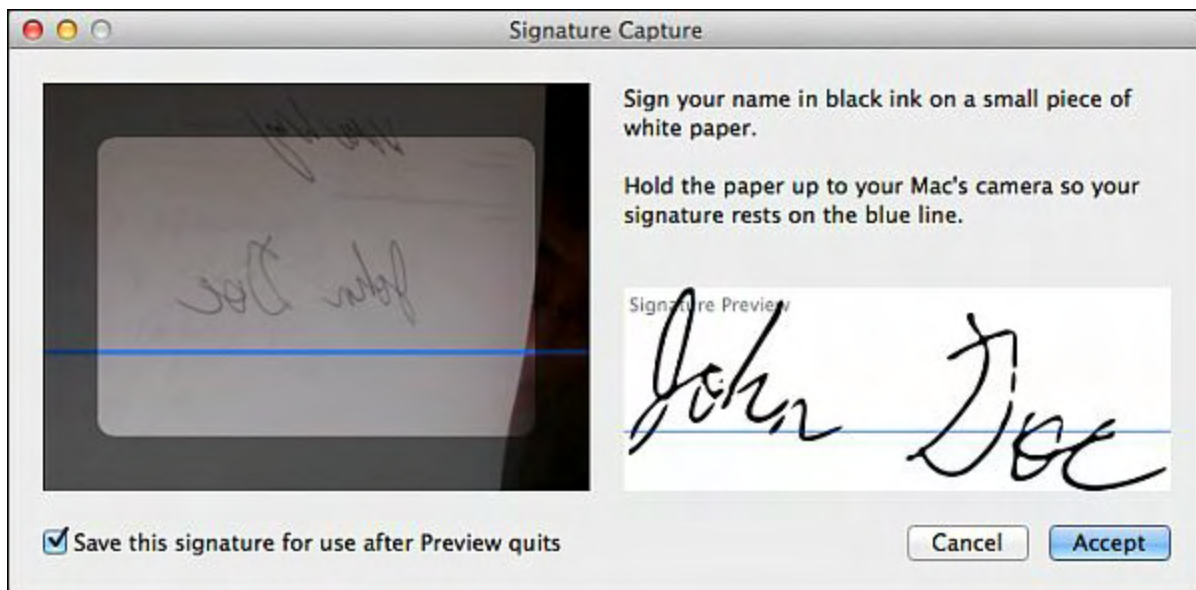 Signature Capture
Sign your name in black ink on a small piece of
white paper.
Hold the paper up to your Mac's camera so your
signature rests on the blue line.
John Doe
Signature Preview
John Doe
Save this signature for use after Preview quits
Cancel Accept